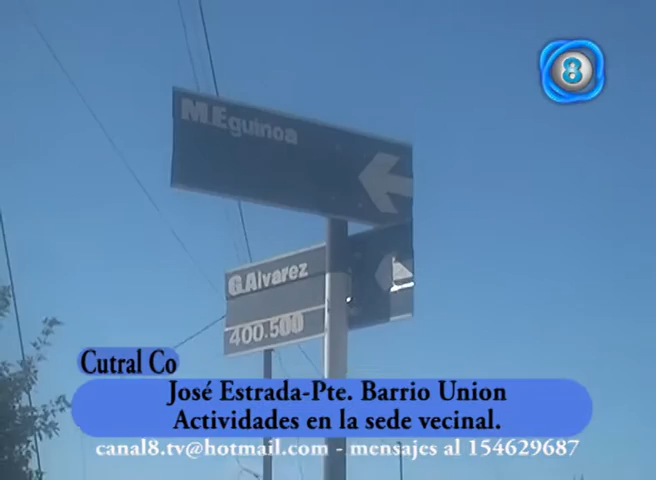 8
M.Eguinoa
G.Alvarez
400.500
Cutral Co
José Estrada-Pte. Barrio Union
Actividades en la sede vecinal.
canal8.tv@hotmail.com - mensajes al 154629687